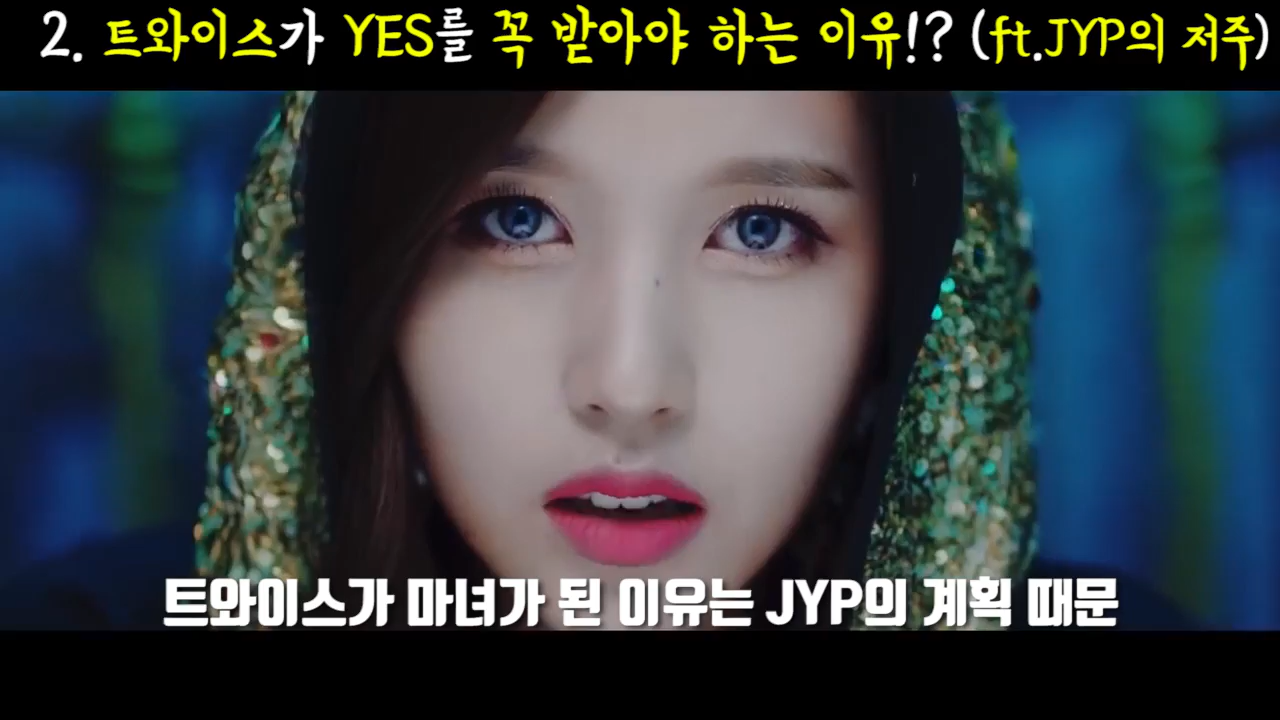 2. 트와이스가 YES를 꼭 받아야 하는 이유!? (ft.JYP의 저주)
트와이스가 마녀가 된 이유는 JYP의 계획 때문